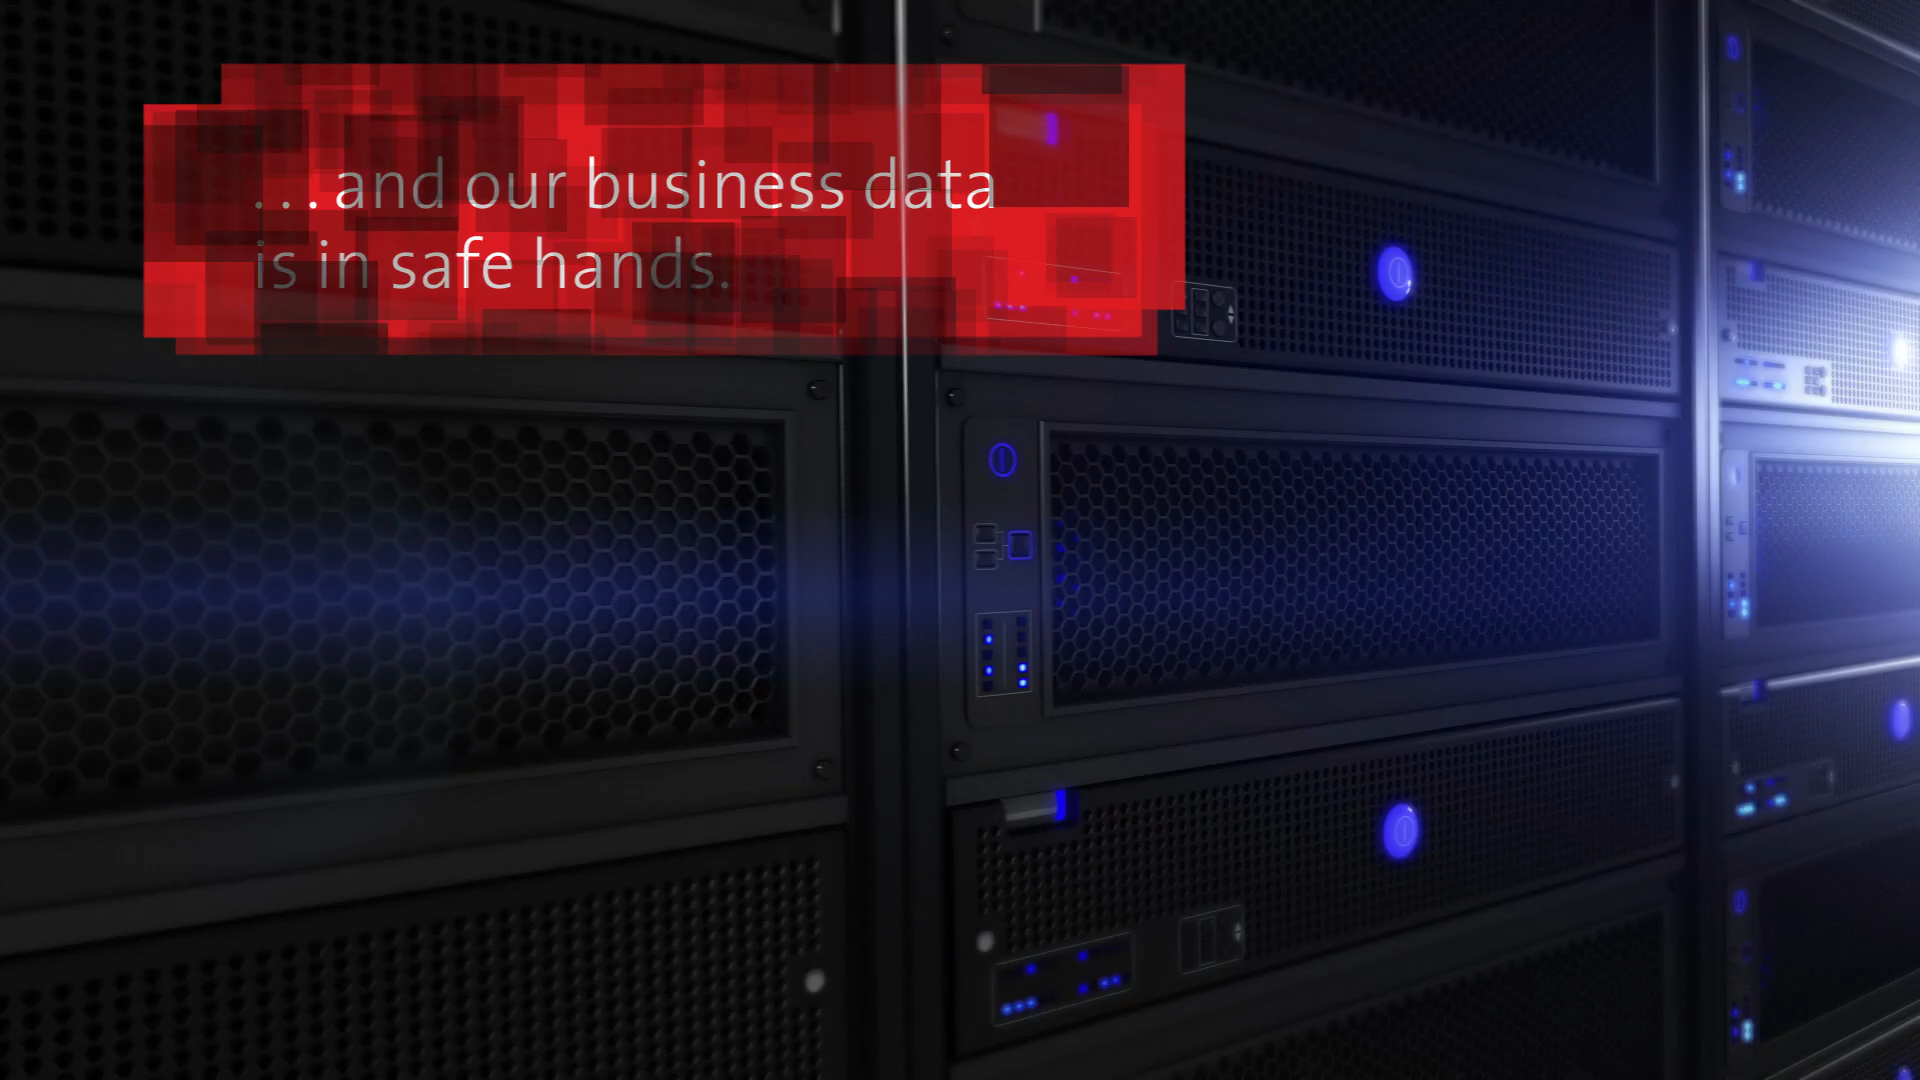 ...and our business data
is in safe hands.